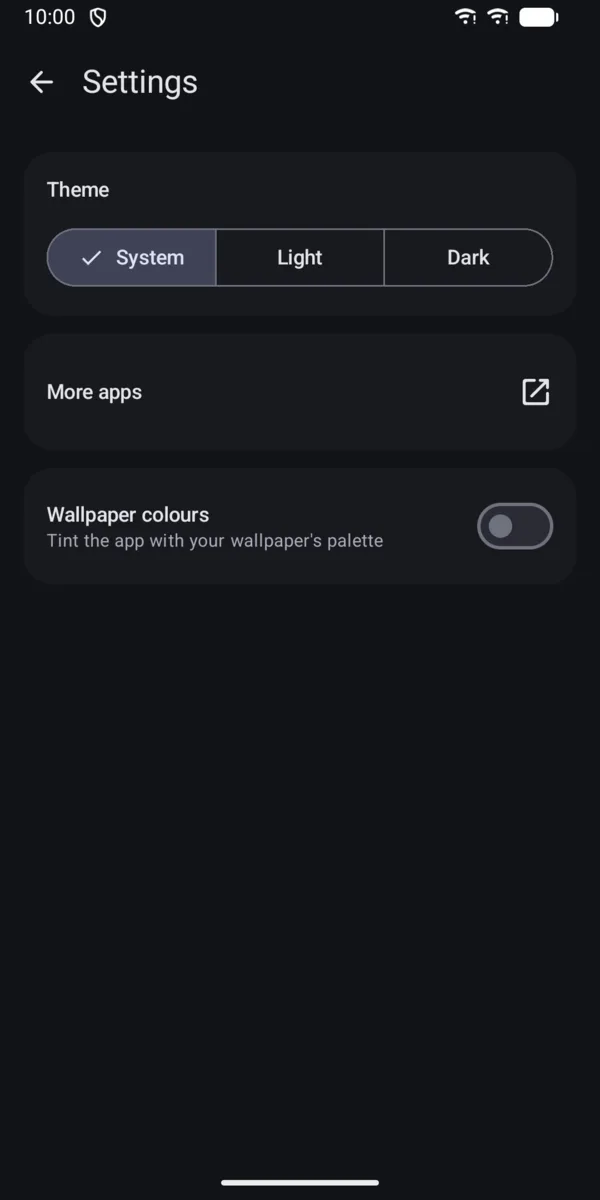 10:00
Settings
Theme
System
Light
Dark
More apps
Wallpaper colours
Tint the app with your wallpaper's palette